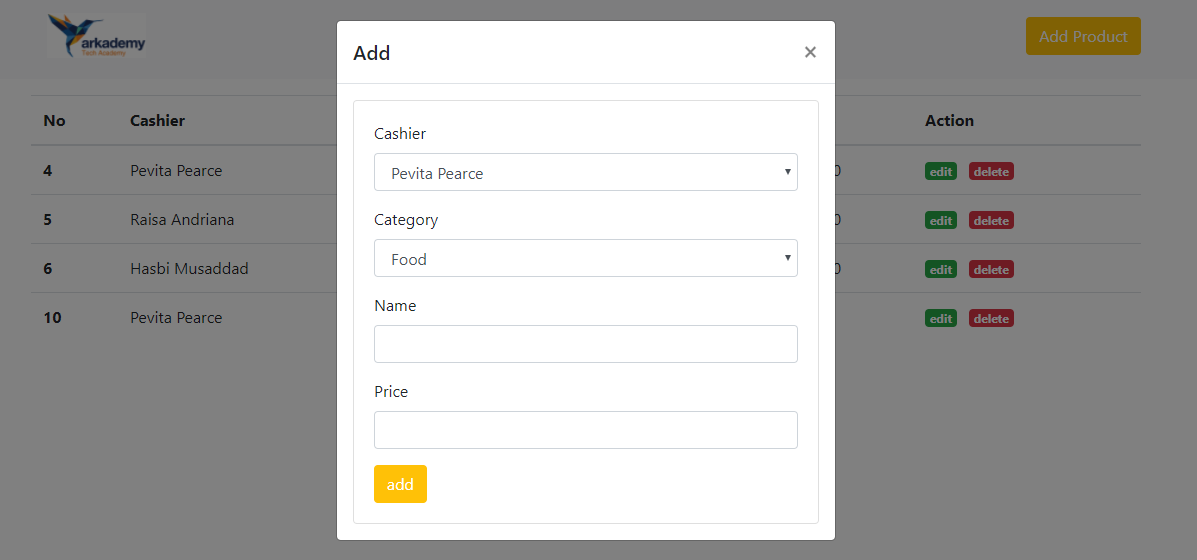 arkademy
Tech Academy
Add Product
No Cashier Action
4 Pevita Pearce 0 edit delete
5 Raisa Andriana 0 edit delete
6 Hasbi Musaddad 0 edit delete
10 Pevita Pearce edit delete
Add ×
Cashier
Pevita Pearce
Category
Food
Name
Price
add